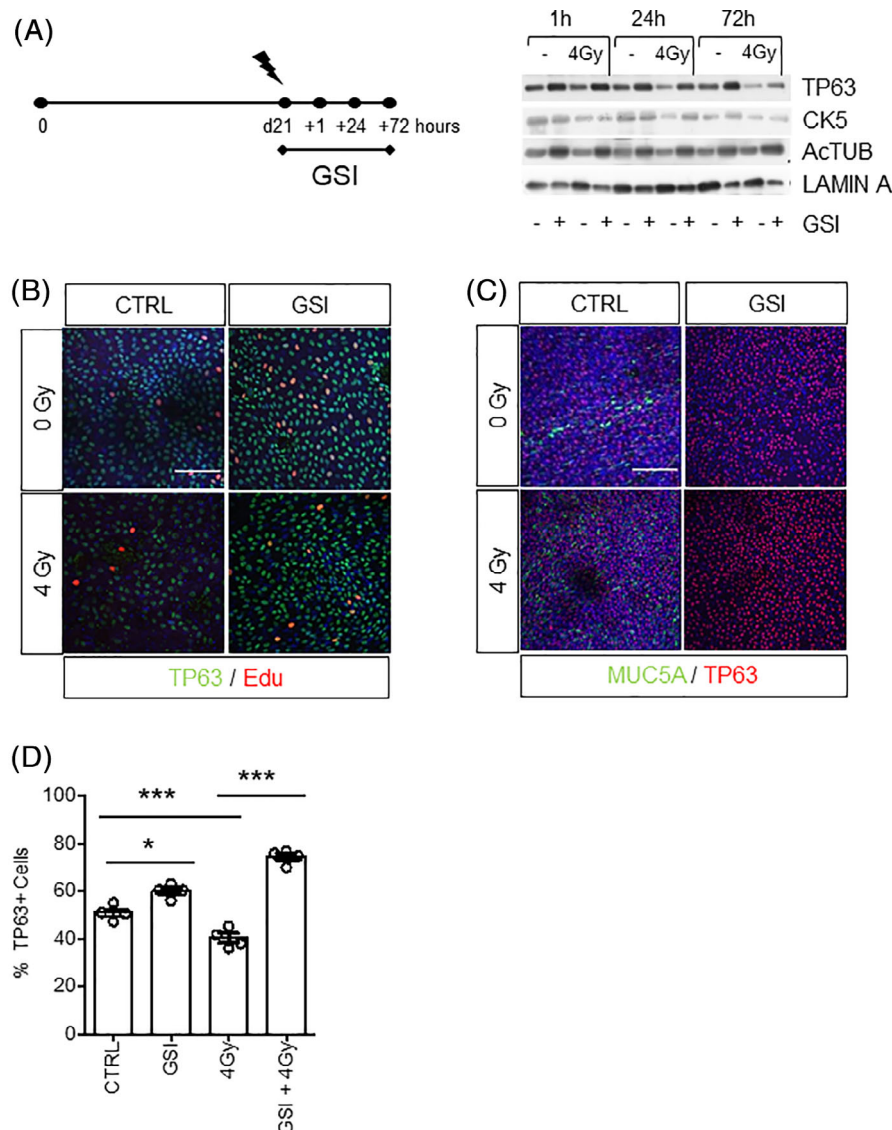 (A)
0 d21 +1 +24 +72 hours
GSI
1h 24h 72h
- 4Gy - 4Gy - 4Gy
TP63
CK5
AcTUB
LAMIN A
- + - + - + - + - + - + GSI
(B)
CTRL GSI
0 Gy
4 Gy
TP63 / Edu
(C)
CTRL GSI
0 Gy
4 Gy
MUC5A / TP63
(D)
% TP63+ Cells
100
80
60
40
20
0
***
***
*
CTRL
GSI
4Gy
GSI + 4Gy